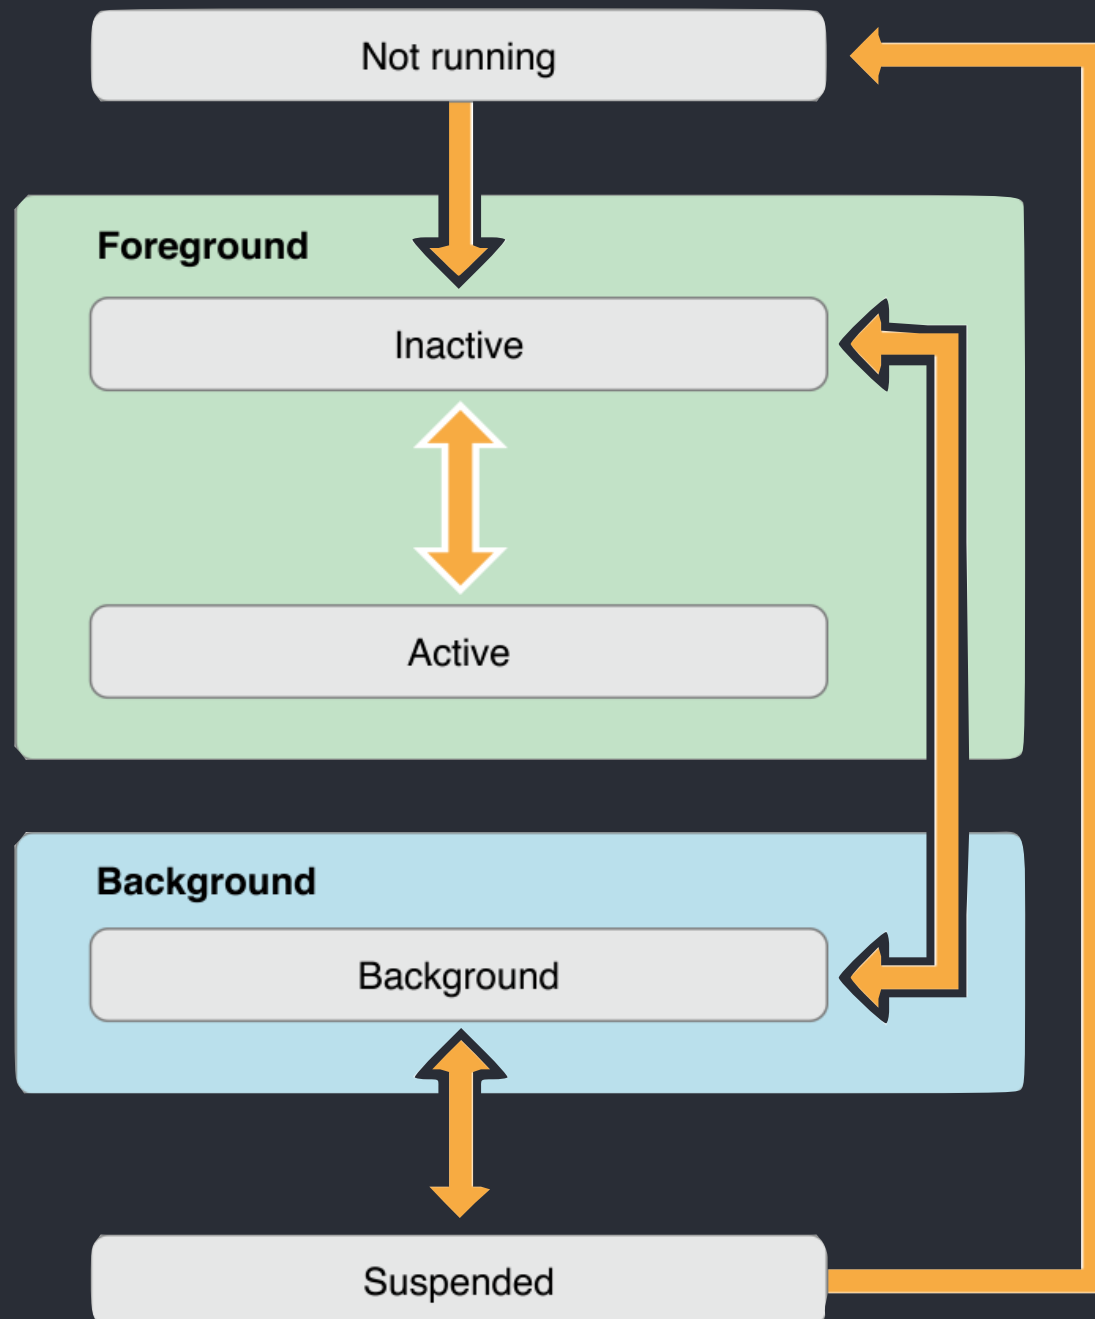 Not running
Foreground
Inactive
Active
Background
Background
Suspended